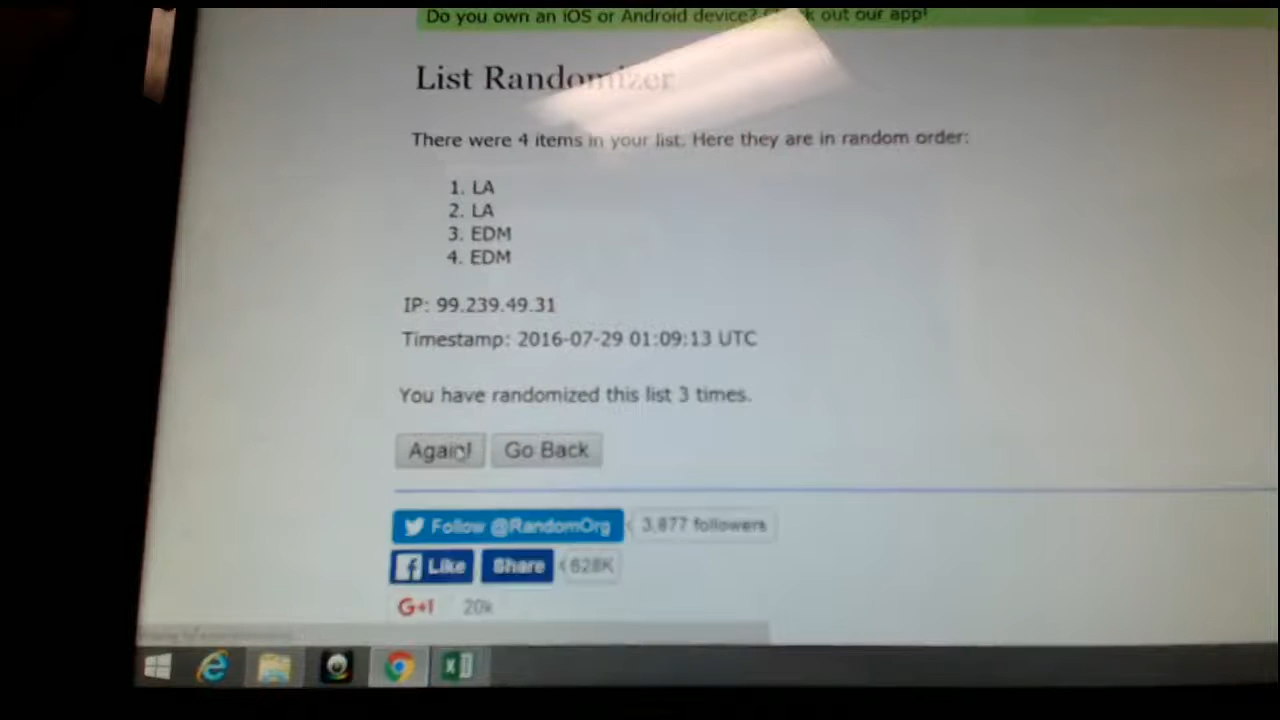 Do you own an iOS or Android device? Check out our app!
List Randomizer
There were 4 items in your list. Here they are in random order:
1. LA
2. LA
3. EDM
4. EDM
IP: 99.239.49.31
Timestamp: 2016-07-29 01:09:13 UTC
You have randomized this list 3 times.
Again! Go Back
Follow @RandomOrg 3,877 followers
Like Share 628K
G+1 20k